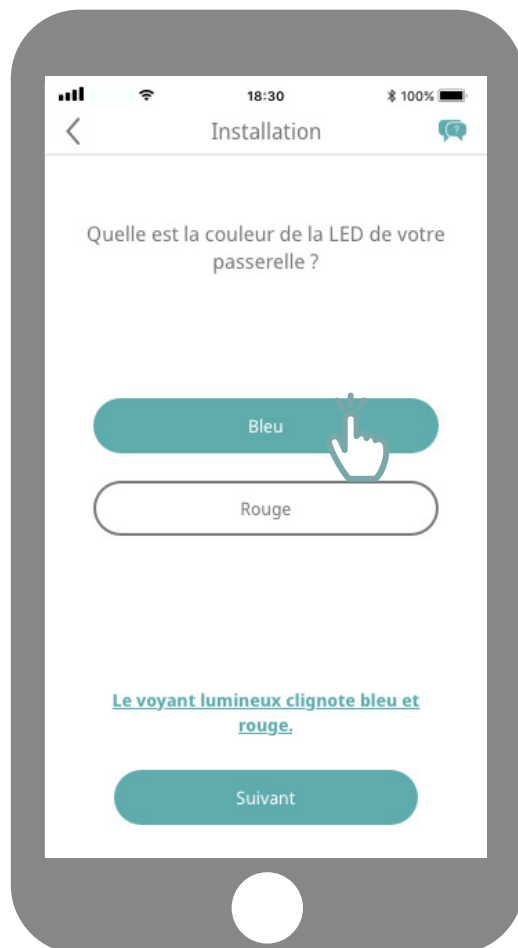 18:30 100%
Installation
?
Quelle est la couleur de la LED de votre
passerelle ?
Bleu
Rouge
Le voyant lumineux clignote bleu et
rouge.
Suivant